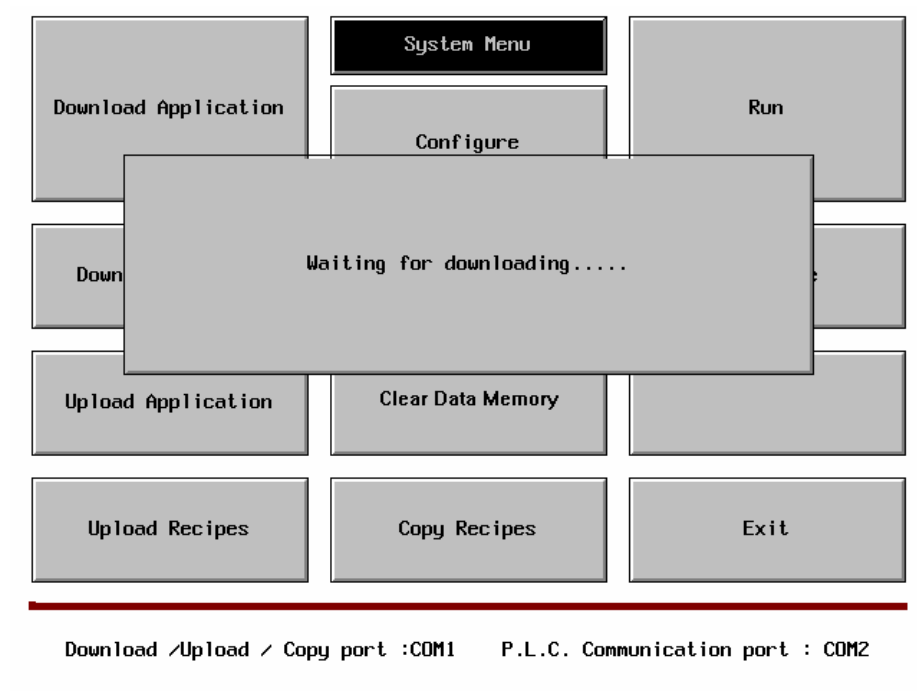 System Menu
Download Application
Run
Configure
Waiting for downloading.....
Down
Upload Application
Clear Data Memory
Upload Recipes
Copy Recipes
Exit
Download /Upload / Copy port :COM1 P.L.C. Communication port : COM2